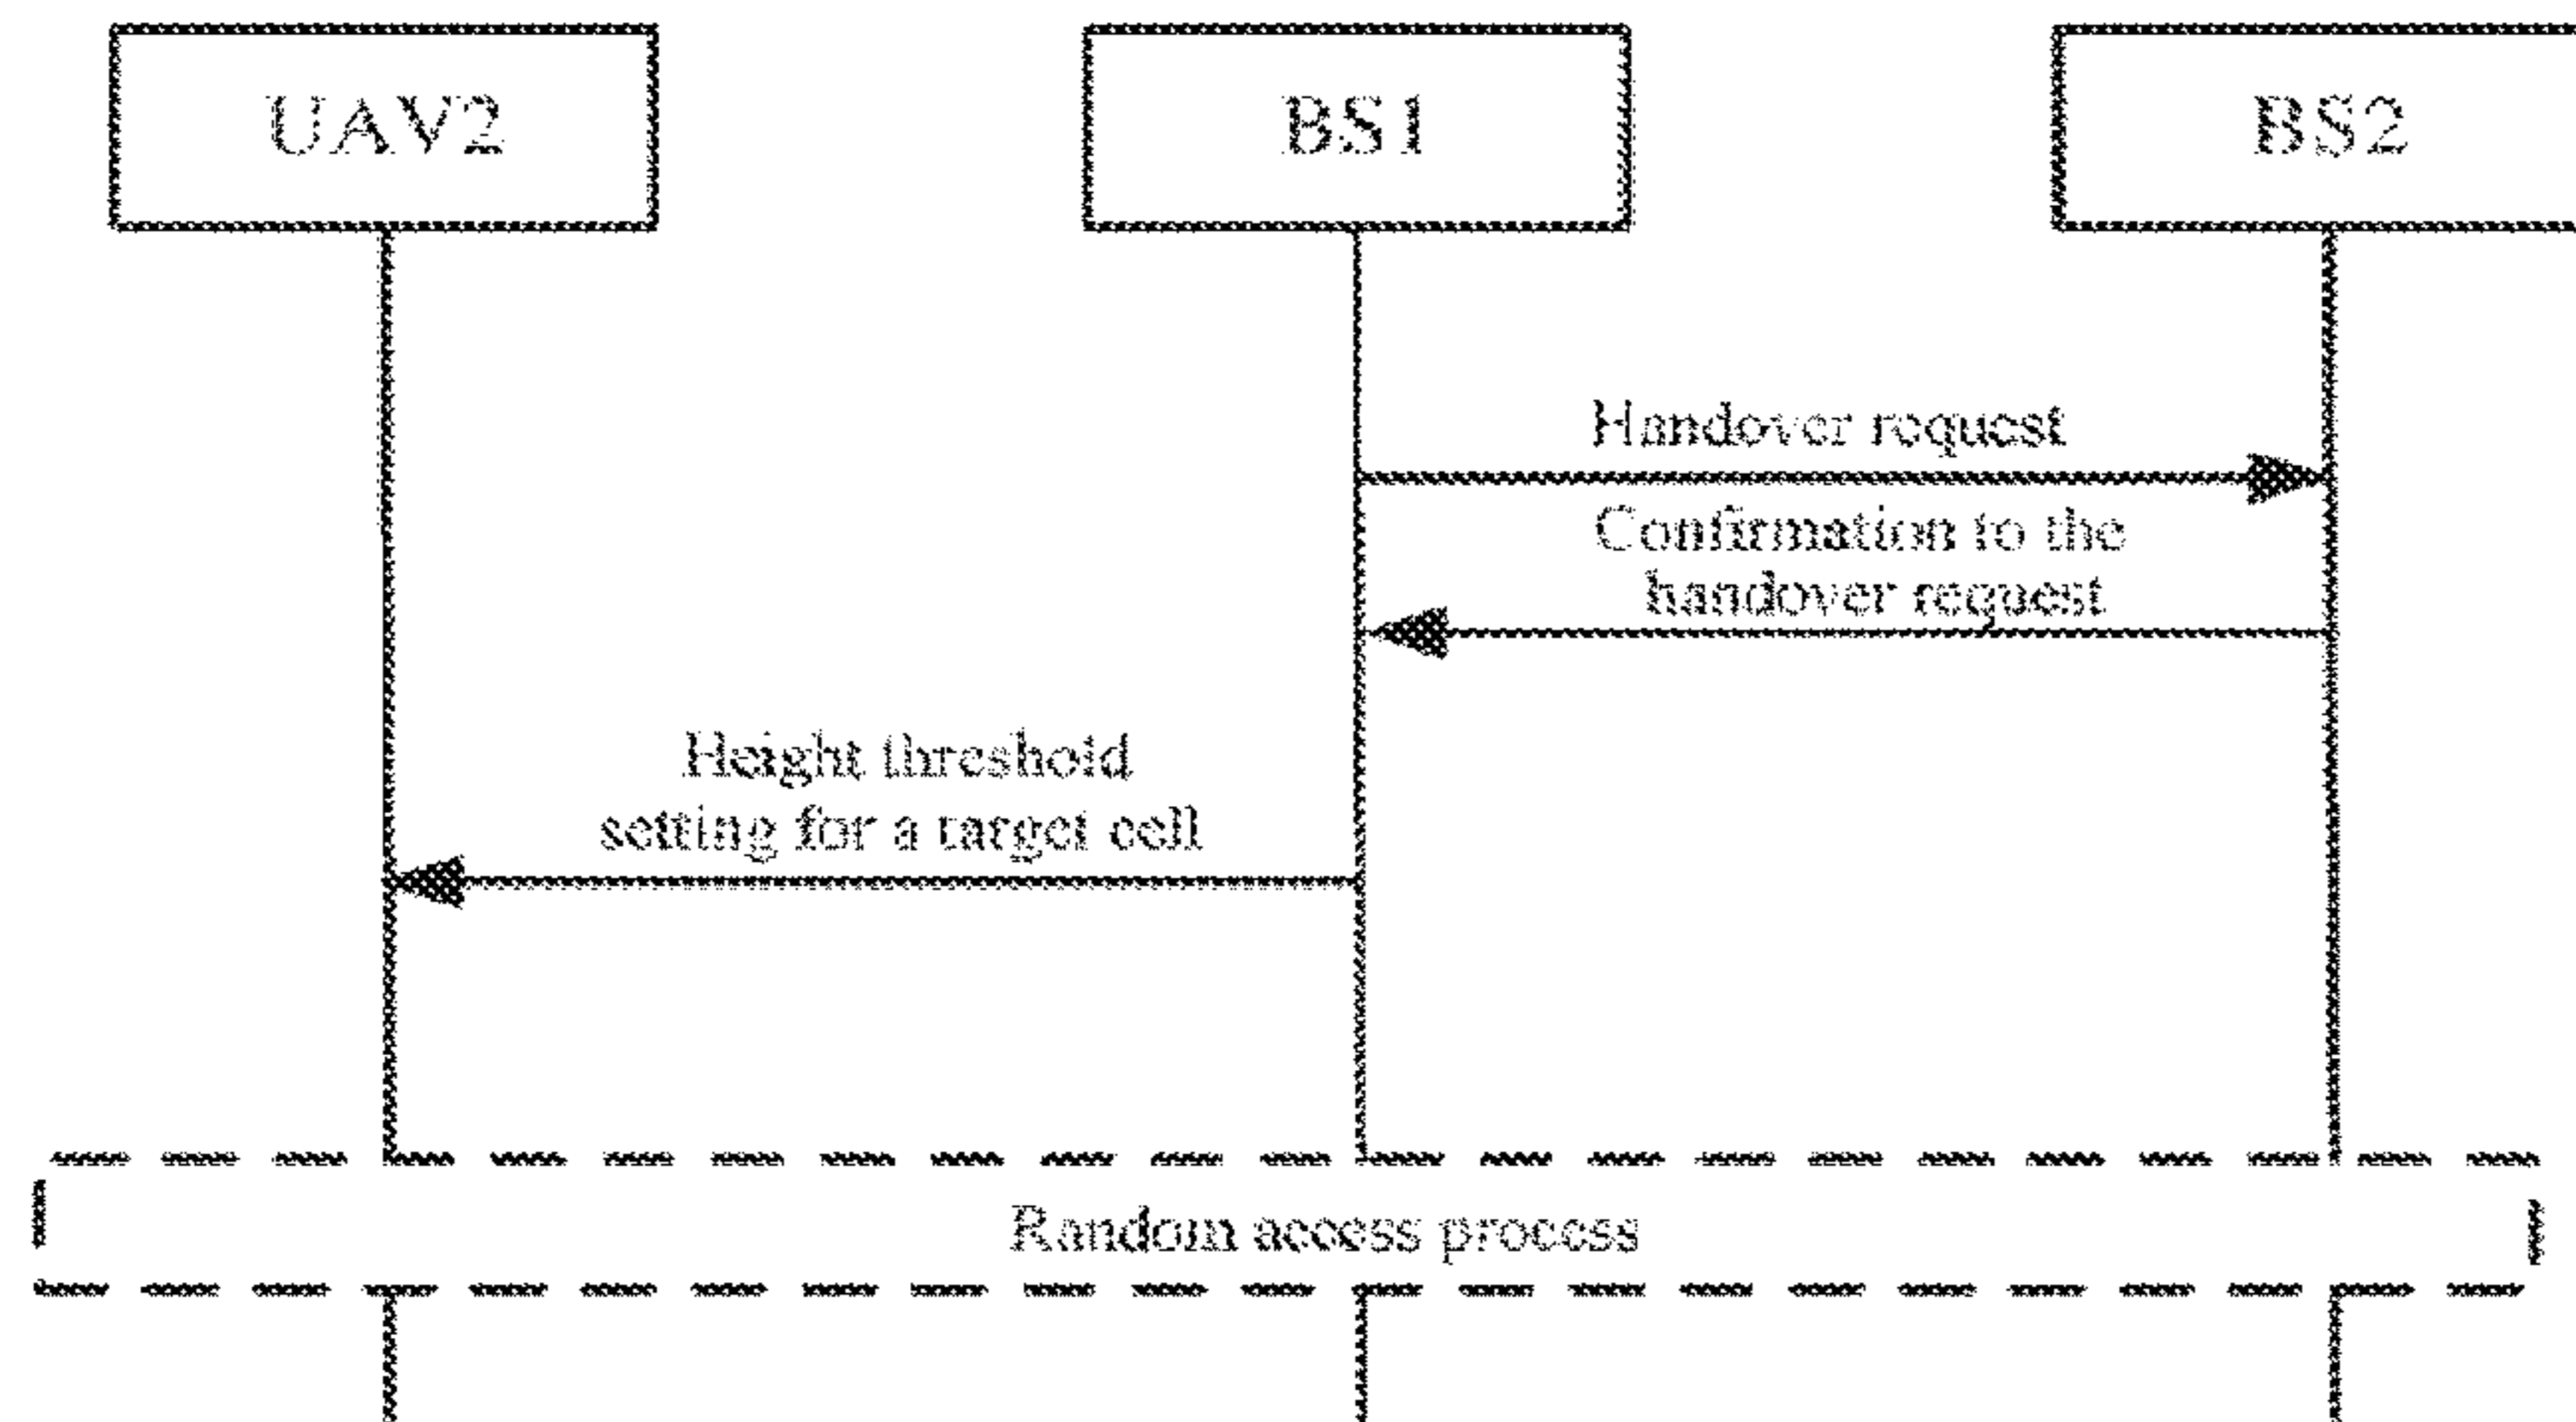 UAV2
BS1
BS2
Handover request
Confirmation to the
handover request
Height threshold
setting for a target cell
Random access process